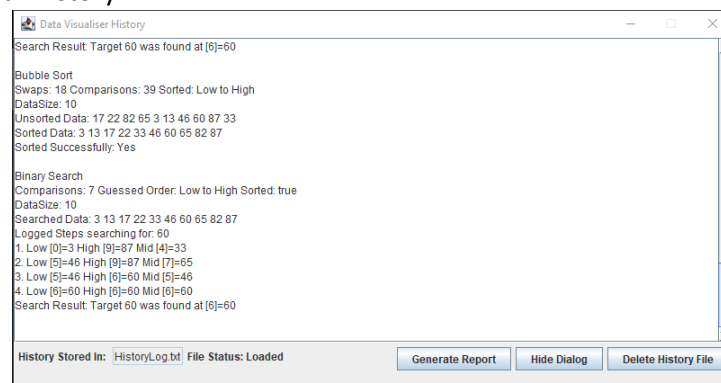 Data Visualiser History
Search Result: Target 60 was found at [6]=60
Bubble Sort
Swaps: 18 Comparisons: 39 Sorted: Low to High
DataSize: 10
Unsorted Data: 17 22 82 65 3 13 46 60 87 33
Sorted Data: 3 13 17 22 33 46 60 65 82 87
Sorted Successfully: Yes
Binary Search
Comparisons: 7 Guessed Order: Low to High Sorted: true
DataSize: 10
Searched Data: 3 13 17 22 33 46 60 65 82 87
Logged Steps searching for: 60
1. Low [0]=3 High [9]=87 Mid [4]=33
2. Low [5]=46 High [9]=87 Mid [7]=65
3. Low [5]=46 High [6]=60 Mid [5]=46
4. Low [6]=60 High [6]=60 Mid [6]=60
Search Result: Target 60 was found at [6]=60
History Stored In: HistoryLog.txt File Status: Loaded Generate Report Hide Dialog Delete History File